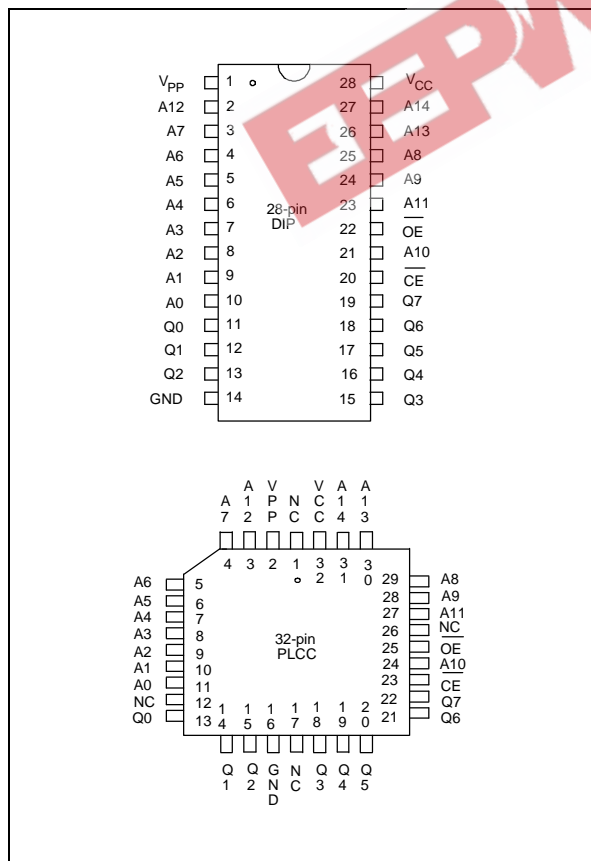 EEPW
V_PP 1 28 V_CC
A12 2 27 A14
A7 3 26 A13
A6 4 25 A8
A5 5 24 A9
A4 6 28-pin 23 A11
DIP
A3 7 22 O̅E̅
A2 8 21 A10
A1 9 20 C̅E̅
A0 10 19 Q7
Q0 11 18 Q6
Q1 12 17 Q5
Q2 13 16 Q4
GND 14 15 Q3
A7 A12 VPP NC VCC A14 A13
4 3 2 1 32 31 30
A6 5 29 A8
A5 6 28 A9
A4 7 27 A11
A3 8 32-pin 26 NC
A2 9 PLCC 25 O̅E̅
A1 10 24 A10
A0 11 23 C̅E̅
NC 12 22 Q7
Q0 13 21 Q6
14 15 16 17 18 19 20
Q1 Q2 GND NC Q3 Q4 Q5